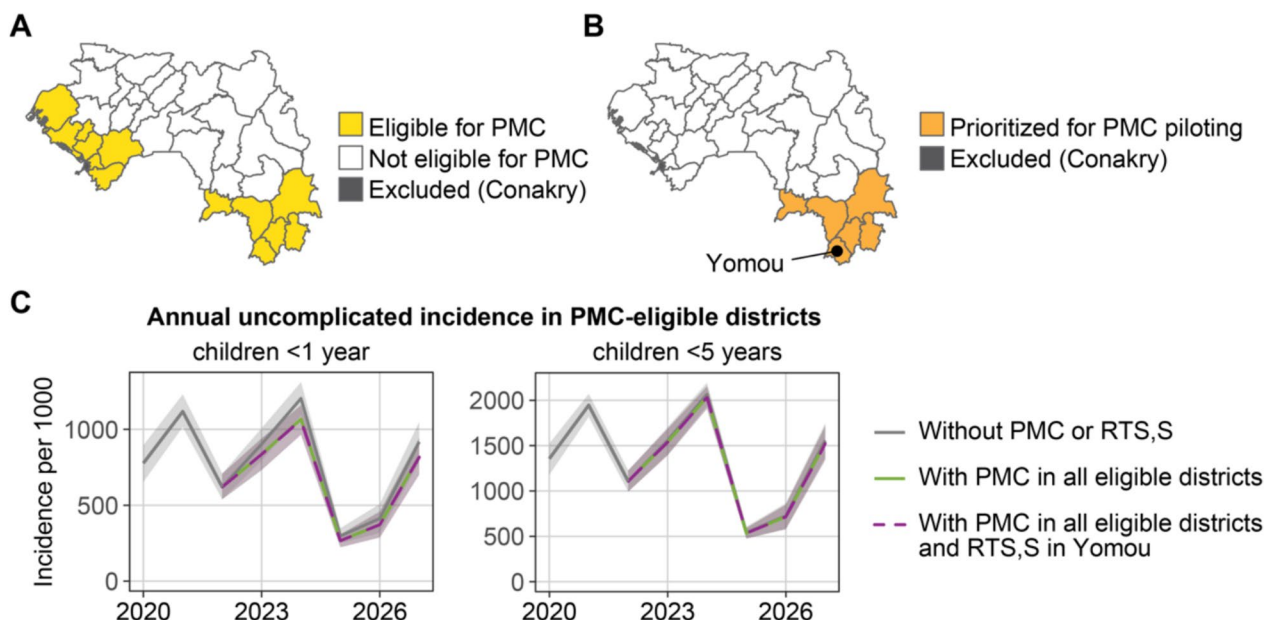 A
Eligible for PMC
Not eligible for PMC
Excluded (Conakry)
B
Prioritized for PMC piloting
Excluded (Conakry)
Yomou
C
Annual uncomplicated incidence in PMC-eligible districts
children <1 year
children <5 years
Incidence per 1000
1000
500
0
2020
2023
2026
2000
1500
1000
500
0
2020
2023
2026
Without PMC or RTS,S
With PMC in all eligible districts
With PMC in all eligible districts
and RTS,S in Yomou